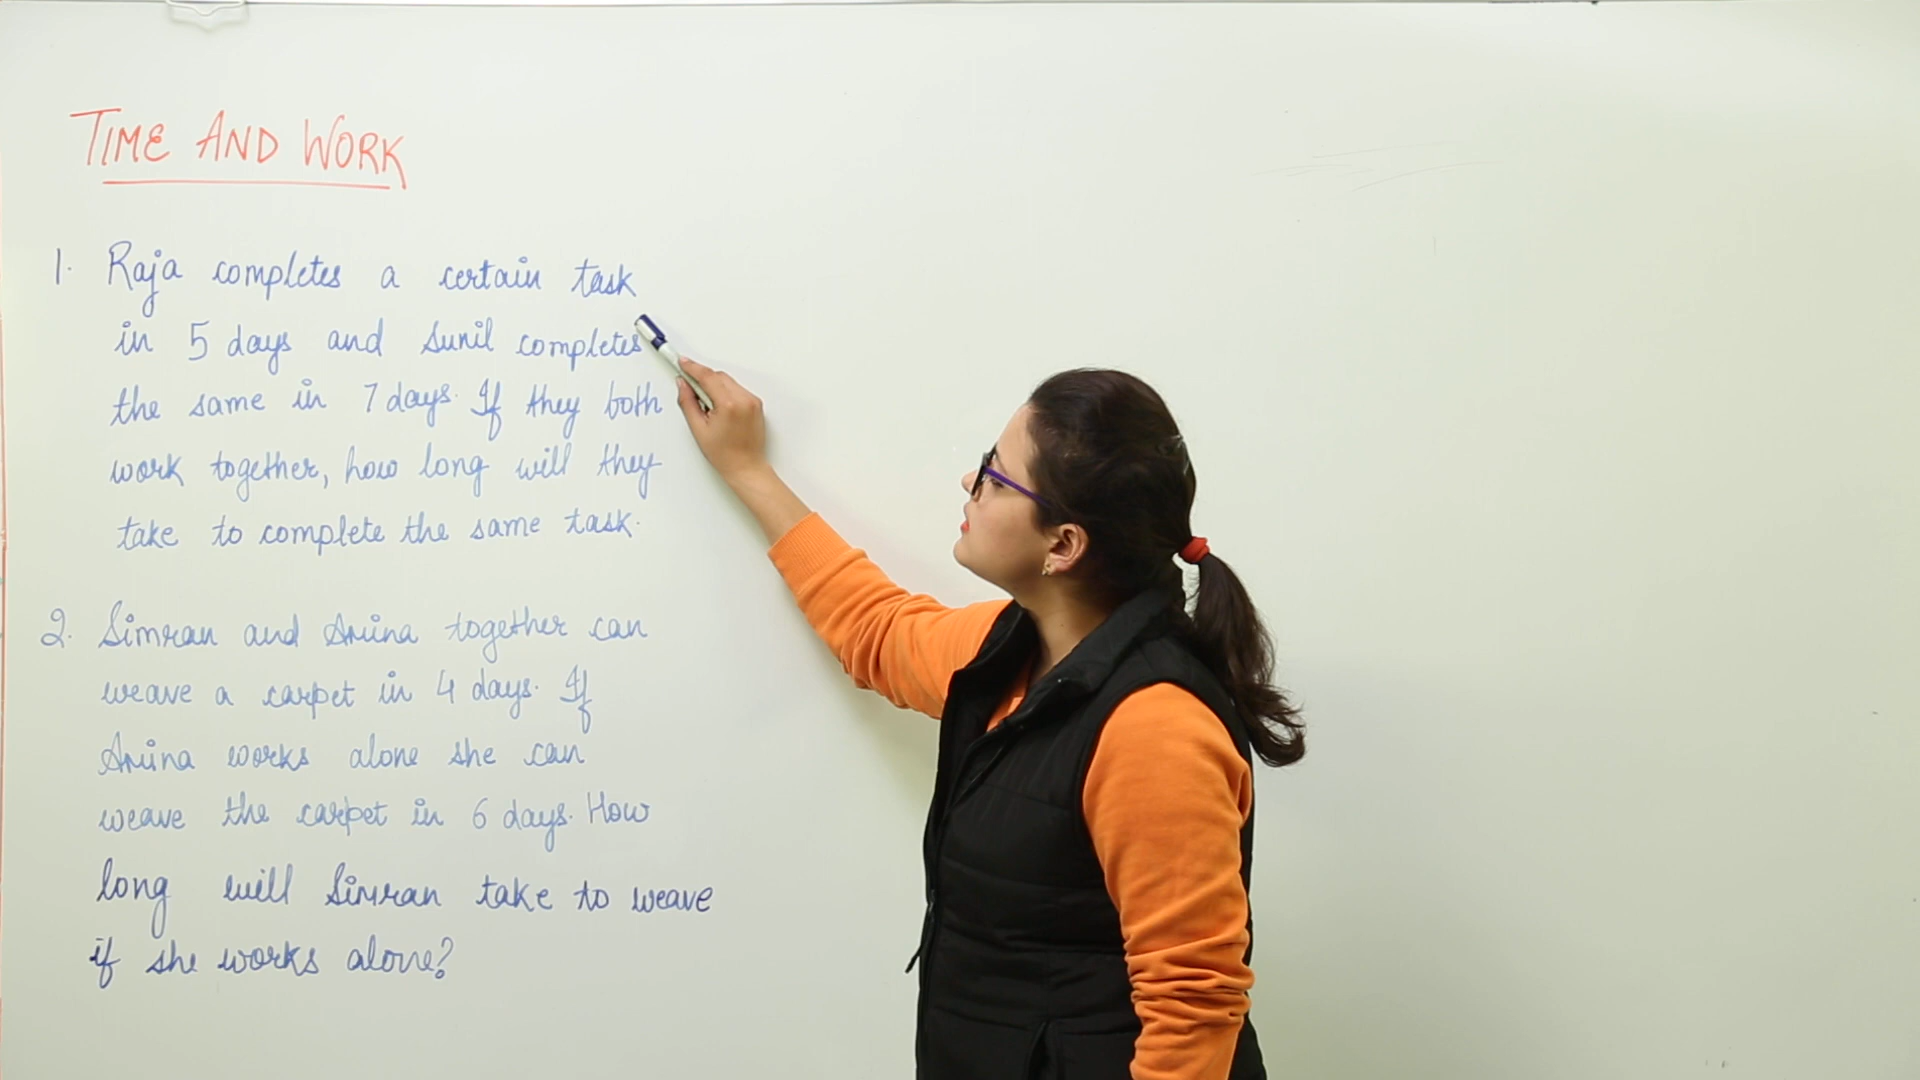 TIME AND WORK
1. Raja completes a certain task
in 5 days and Sunil completes
the same in 7 days. If they both
work together, how long will they
take to complete the same task.
2. Simran and Amina together can
weave a carpet in 4 days. If
Amina works alone she can
weave the carpet in 6 days. How
long will Simran take to weave
if she works alone?